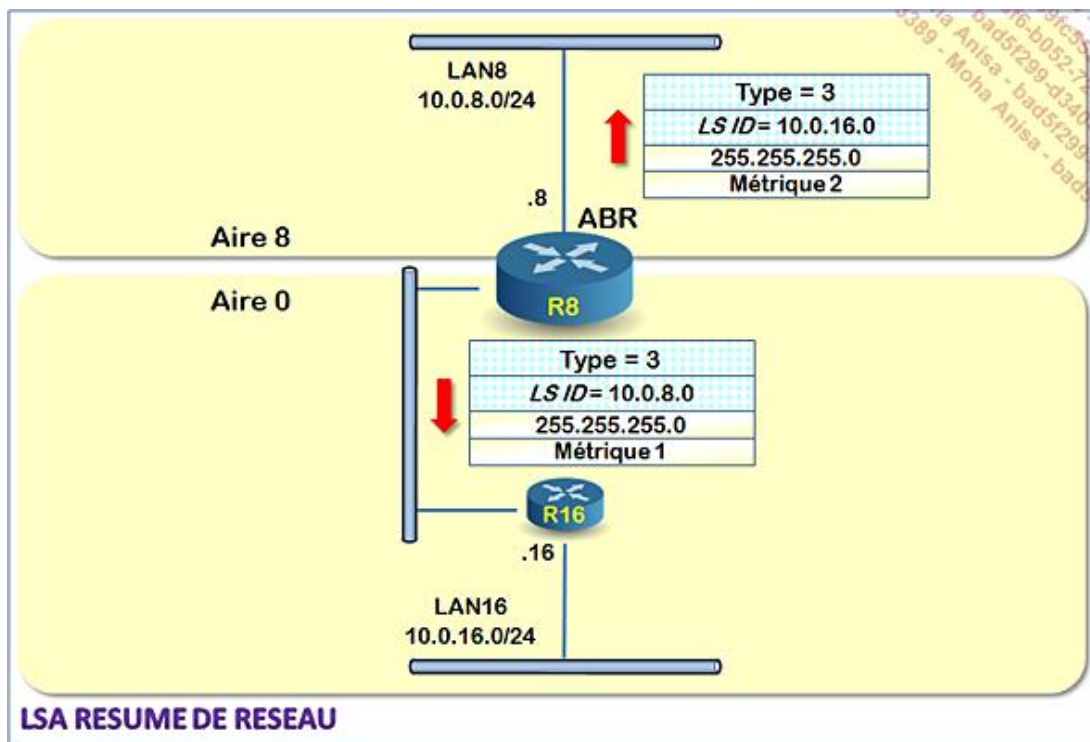 LAN8
10.0.8.0/24
Type = 3
LS ID = 10.0.16.0
255.255.255.0
Métrique 2
.8
ABR
Aire 8
Aire 0
R8
Type = 3
LS ID = 10.0.8.0
255.255.255.0
Métrique 1
R16
.16
LAN16
10.0.16.0/24
LSA RESUME DE RESEAU
- Moha Anisa -